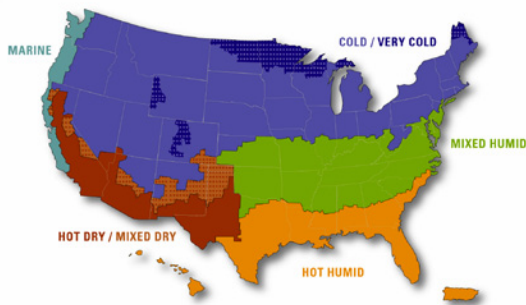 MARINE
COLD / VERY COLD
MIXED HUMID
HOT DRY / MIXED DRY
HOT HUMID